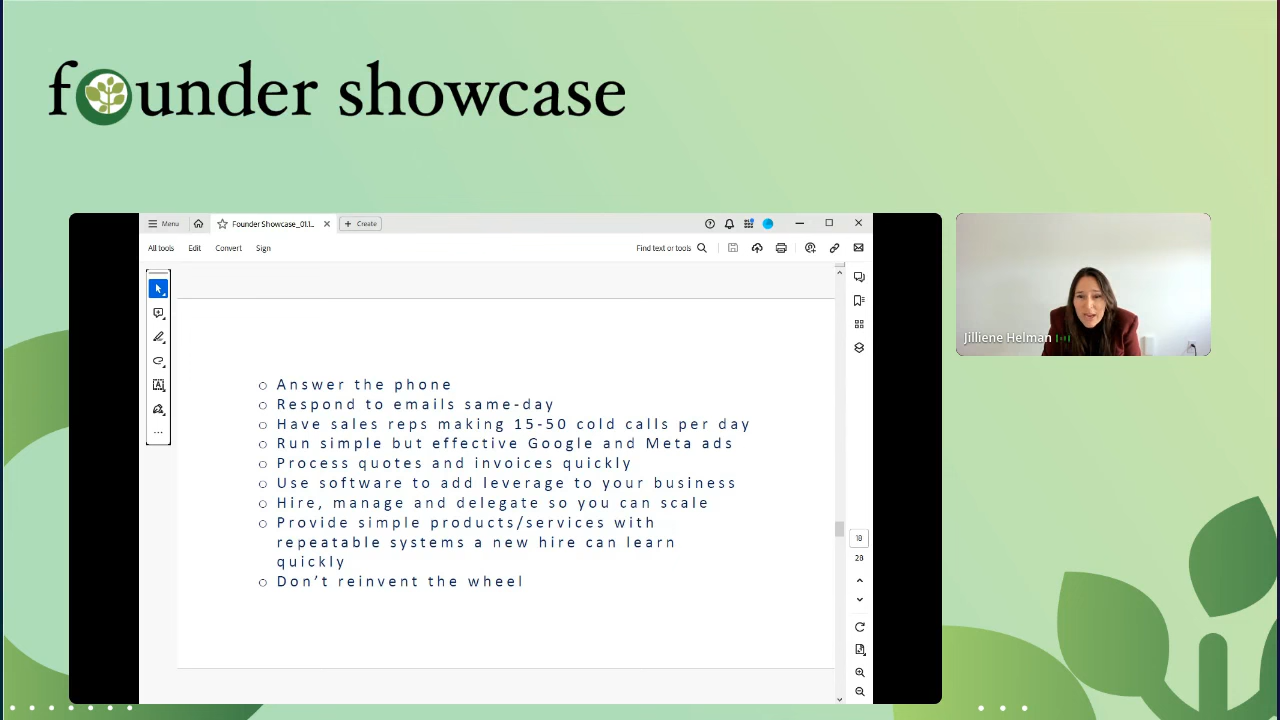 founder showcase
Menu
Founder Showcase_01.1...
Create
All tools
Edit
Convert
Sign
Find text or tools
Answer the phone
Respond to emails same-day
Have sales reps making 15-50 cold calls per day
Run simple but effective Google and Meta ads
Process quotes and invoices quickly
Use software to add leverage to your business
Hire, manage and delegate so you can scale
Provide simple products/services with
repeatable systems a new hire can learn
quickly
Don't reinvent the wheel
18
28
Jilliene Helman